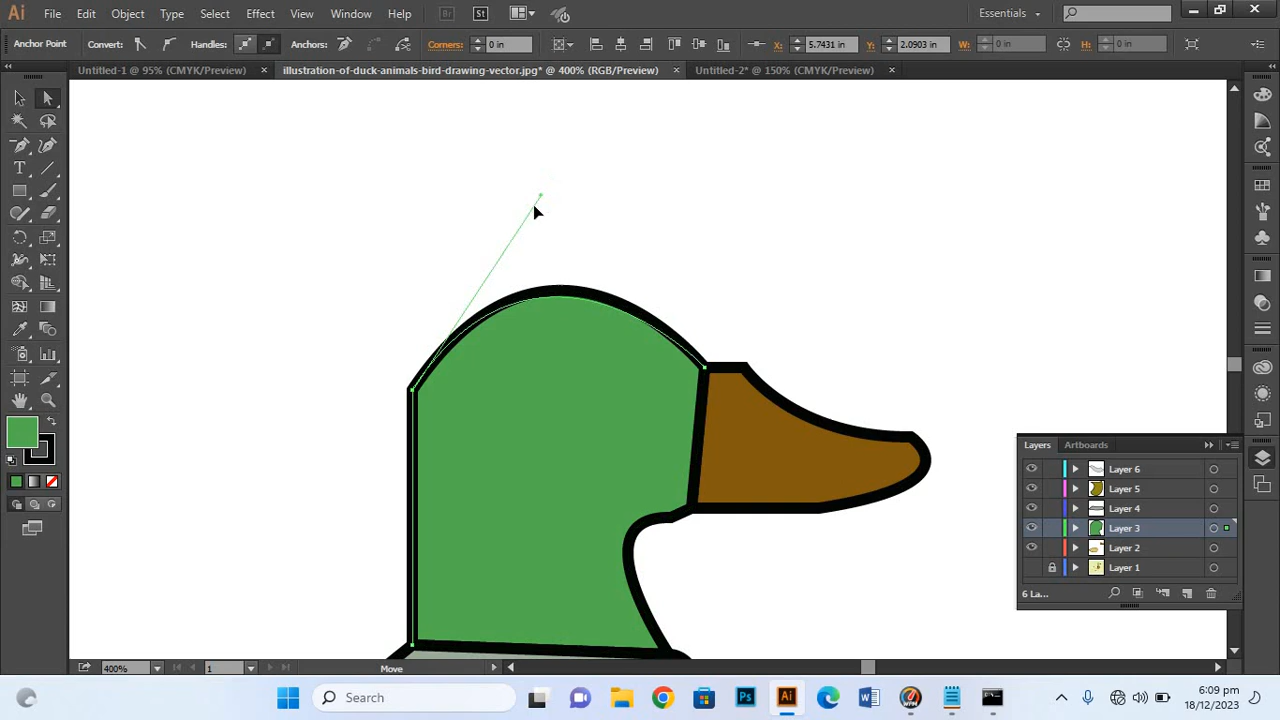 Ai File Edit Object Type Select Effect View Window Help Br St Essentials
Anchor Point Convert: Handles: Anchors: Corners: 0 in X: 5.7431 in Y: 2.0903 in W: 0 in H: 0 in
Untitled-1 @ 95% (CMYK/Preview) × illustration-of-duck-animals-bird-drawing-vector.jpg* @ 400% (RGB/Preview) × Untitled-2* @ 150% (CMYK/Preview) ×
Layers Artboards
Layer 6
Layer 5
Layer 4
Layer 3
Layer 2
Layer 1
6 La...
400% 1 Move
Search Ps Ai W 6:09 pm
18/12/2023